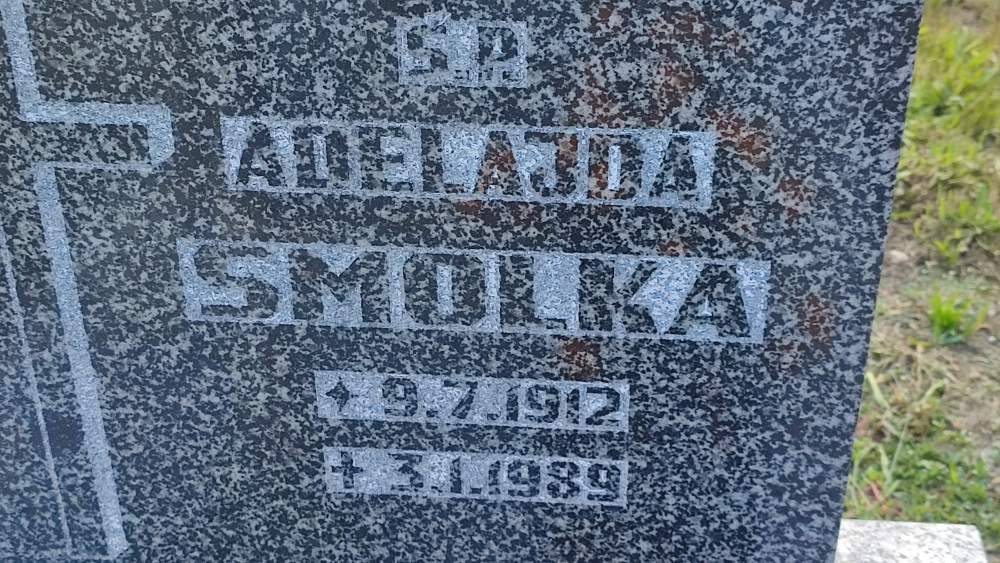 S.P.
ADELAJDA
SMOLKA
✦ 9.7.1912
✝ 3.1.1989